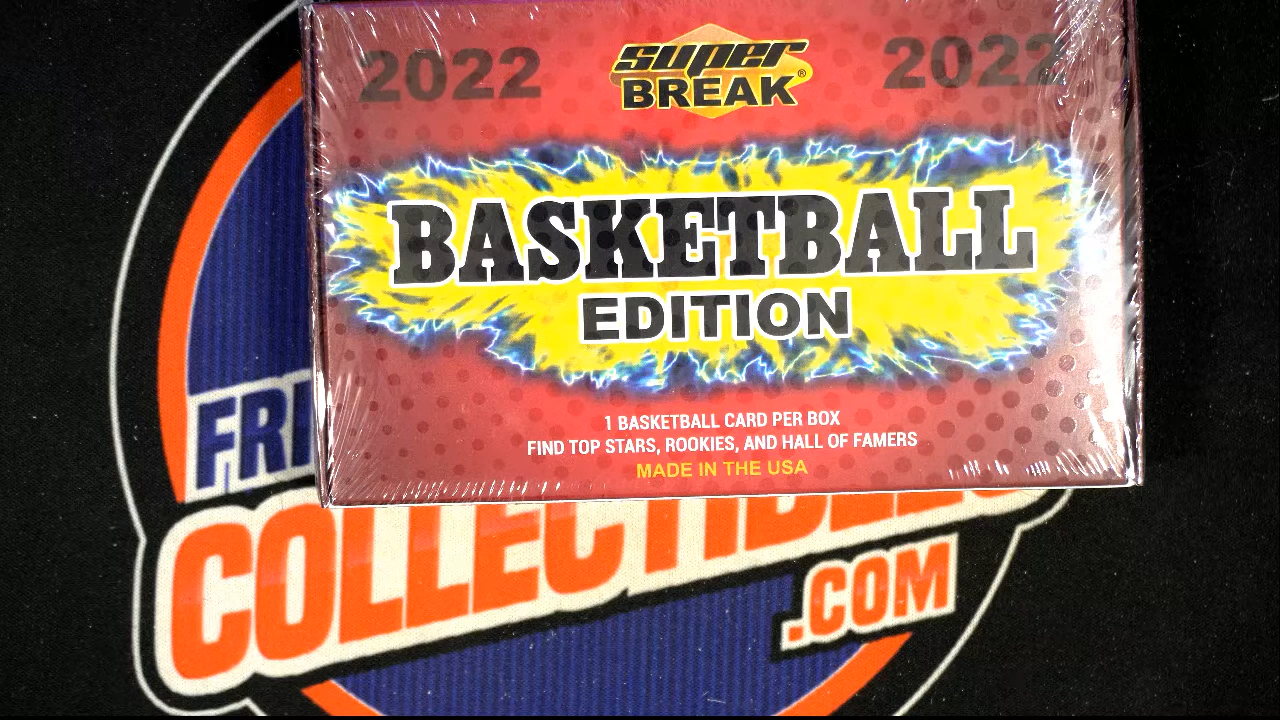 2022 super BREAK® 2022
BASKETBALL
EDITION
1 BASKETBALL CARD PER BOX
FIND TOP STARS, ROOKIES, AND HALL OF FAMERS
MADE IN THE USA
COLLECTIBLES
.COM